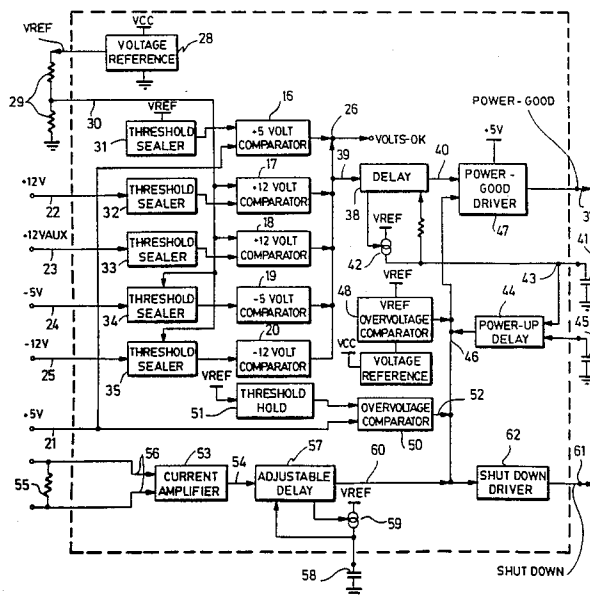 VREF
VCC
VOLTAGE
REFERENCE
28
29
30
VREF
31
THRESHOLD
SEALER
16
+5 VOLT
COMPARATOR
26
VOLTS-OK
POWER-GOOD
+5V
+12V
22
32
THRESHOLD
SEALER
17
+12 VOLT
COMPARATOR
39
DELAY
38
40
POWER-
GOOD
DRIVER
47
+12VAUX
23
33
THRESHOLD
SEALER
18
+12 VOLT
COMPARATOR
VREF
42
43
41
-5V
24
34
THRESHOLD
SEALER
19
-5 VOLT
COMPARATOR
VREF
48
VREF
OVERVOLTAGE
COMPARATOR
44
POWER-UP
DELAY
45
46
-12V
25
35
THRESHOLD
SEALER
20
-12 VOLT
COMPARATOR
VCC
VOLTAGE
REFERENCE
+5V
21
VREF
51
THRESHOLD
HOLD
52
OVERVOLTAGE
COMPARATOR
50
55
56
53
CURRENT
AMPLIFIER
54
57
ADJUSTABLE
DELAY
60
62
SHUT DOWN
DRIVER
61
VREF
59
58
SHUT DOWN